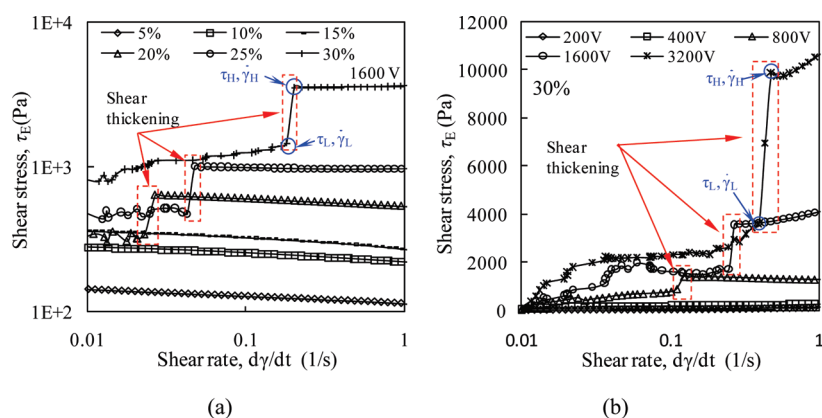 1E+4
1E+3
1E+2
Shear stress, τE(Pa)
5% 10% 15%
20% 25% 30%
τH, γ̇H
1600 V
Shear
thickening
τL, γ̇L
0.01 0.1 1
Shear rate, dγ/dt (1/s)
(a)
12000
10000
8000
6000
4000
2000
0
Shear stress, τE (Pa)
200V 400V 800V
1600V 3200V
τH, γ̇H
30%
Shear
thickening
τL, γ̇L
0.01 0.1 1
Shear rate, dγ/dt (1/s)
(b)